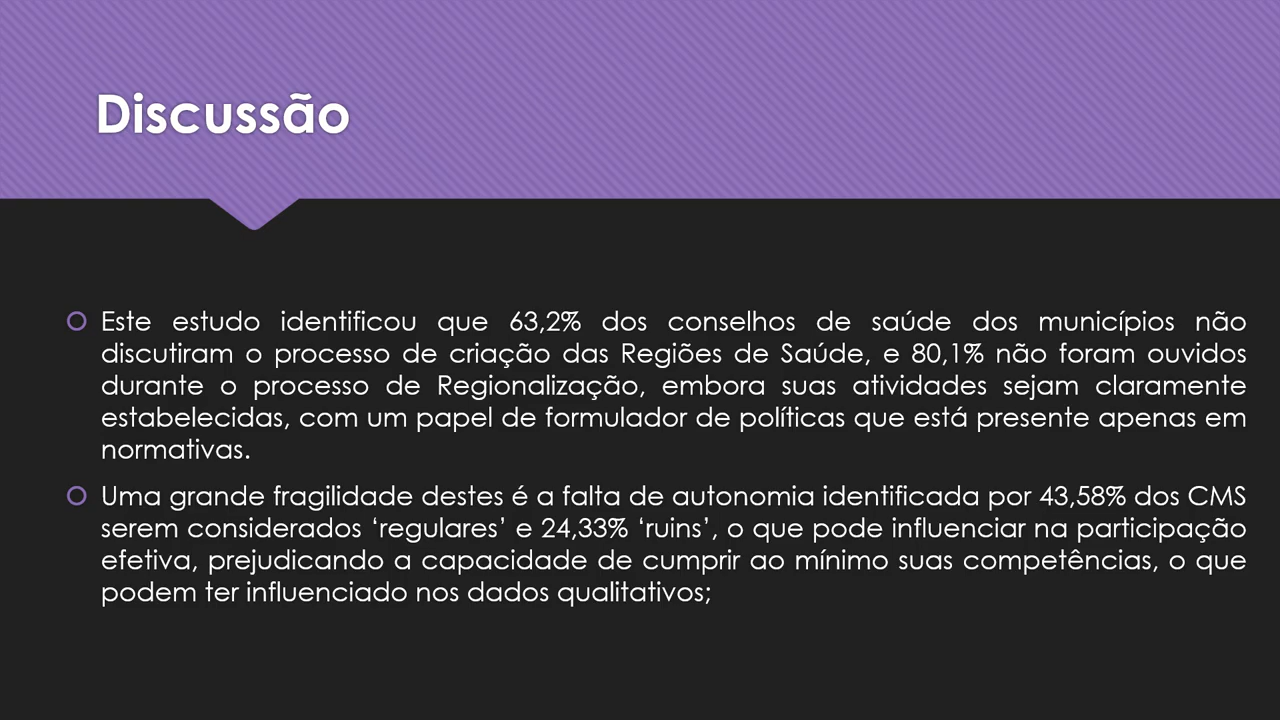 Discussão
Este estudo identificou que 63,2% dos conselhos de saúde dos municípios não
discutiram o processo de criação das Regiões de Saúde, e 80,1% não foram ouvidos
durante o processo de Regionalização, embora suas atividades sejam claramente
estabelecidas, com um papel de formulador de políticas que está presente apenas em
normativas.
Uma grande fragilidade destes é a falta de autonomia identificada por 43,58% dos CMS
serem considerados ‘regulares’ e 24,33% ‘ruins’, o que pode influenciar na participação
efetiva, prejudicando a capacidade de cumprir ao mínimo suas competências, o que
podem ter influenciado nos dados qualitativos;